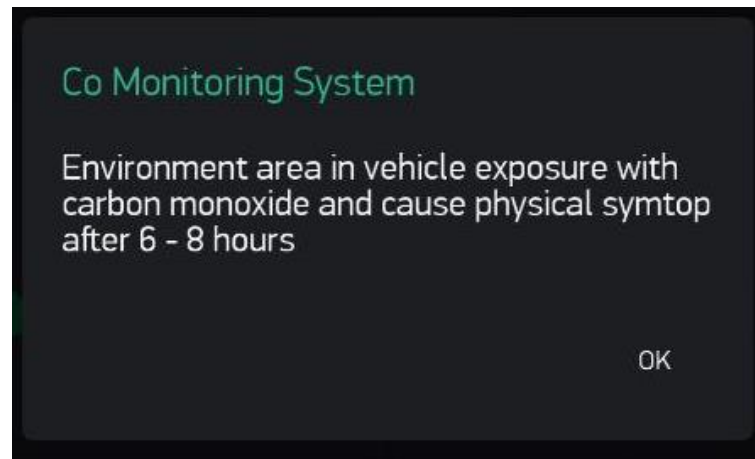 Co Monitoring System
Environment area in vehicle exposure with
carbon monoxide and cause physical symtop
after 6 - 8 hours
OK